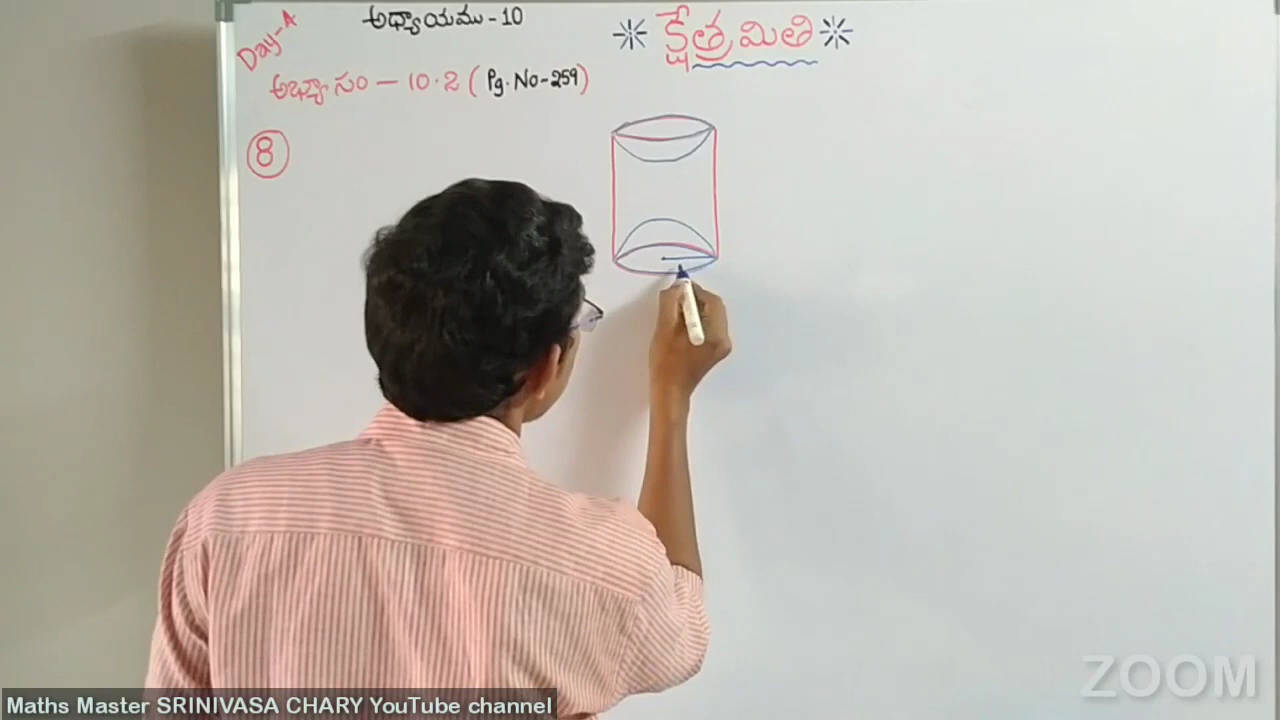 Day-A
అధ్యాయము - 10
* క్షేత్రమితి *
అభ్యాసం - 10.2 ( Pg. No-259)
8
ZOOM
Maths Master SRINIVASA CHARY YouTube channel